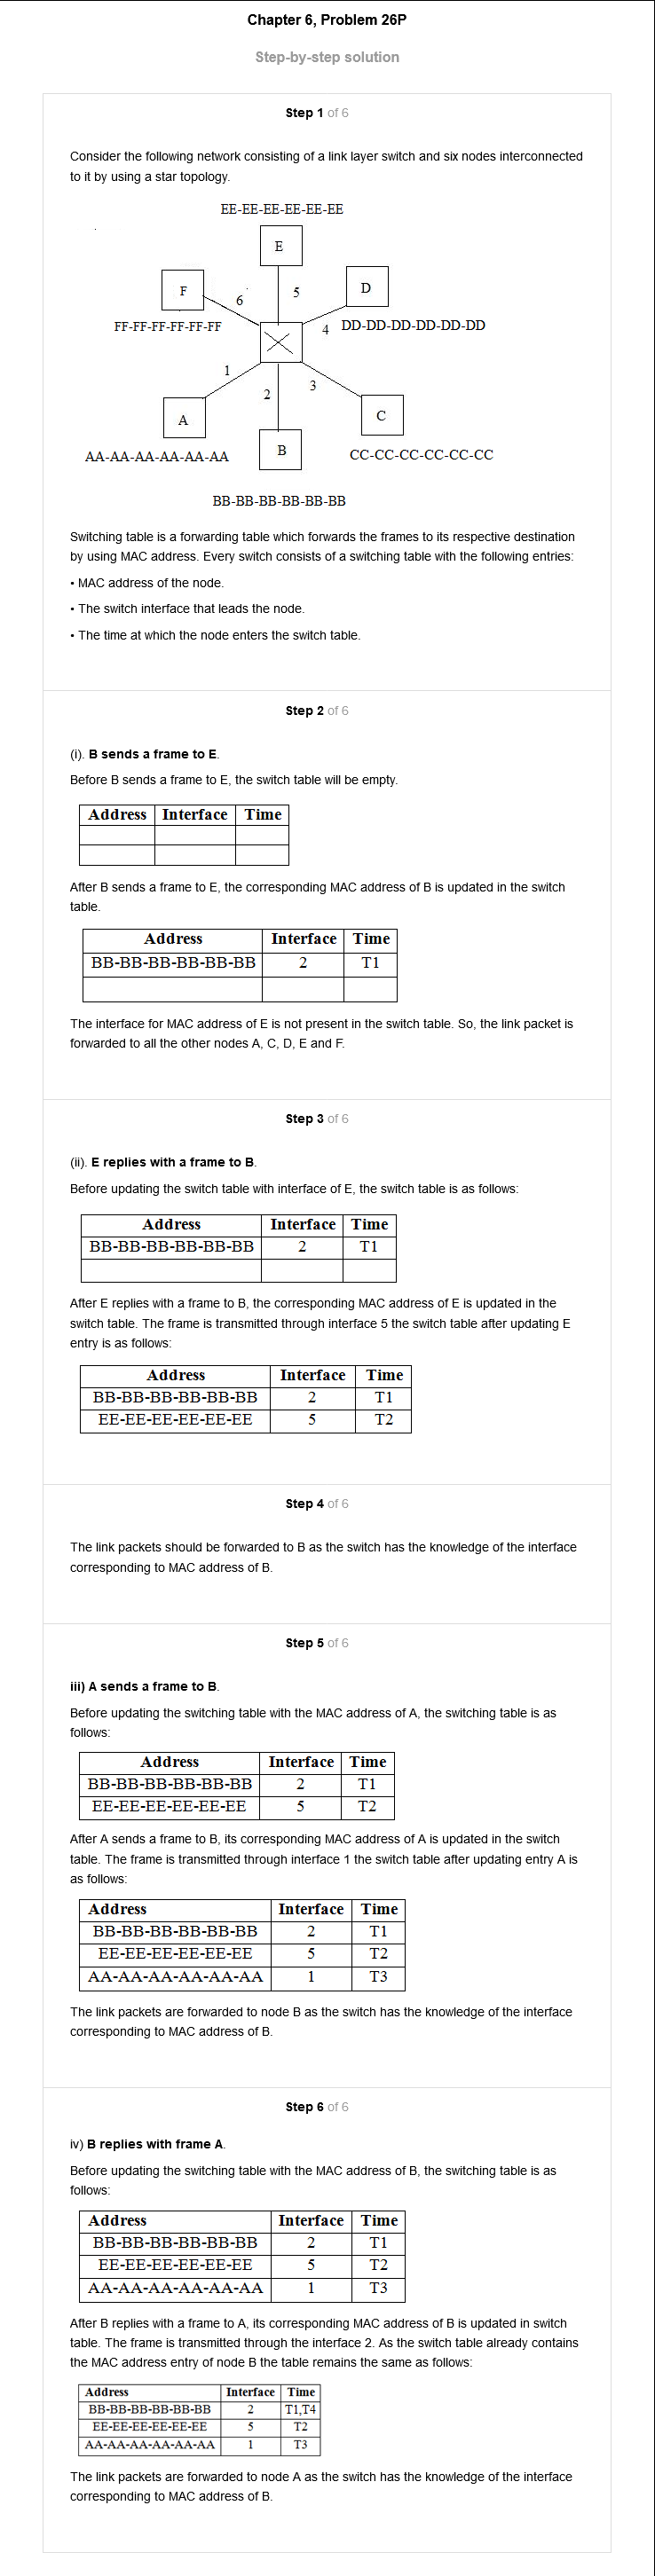 Chapter 6, Problem 26P
Step-by-step solution
Step 1 of 6
Consider the following network consisting of a link layer switch and six nodes interconnected
to it by using a star topology.
EE-EE-EE-EE-EE-EE
E
F
D
6
5
FF-FF-FF-FF-FF-FF
4
DD-DD-DD-DD-DD-DD
1
2
3
A
C
B
AA-AA-AA-AA-AA-AA
CC-CC-CC-CC-CC-CC
BB-BB-BB-BB-BB-BB
Switching table is a forwarding table which forwards the frames to its respective destination
by using MAC address. Every switch consists of a switching table with the following entries:
• MAC address of the node.
• The switch interface that leads the node.
• The time at which the node enters the switch table.
Step 2 of 6
(i). B sends a frame to E.
Before B sends a frame to E, the switch table will be empty.
Address Interface Time
After B sends a frame to E, the corresponding MAC address of B is updated in the switch
table.
Address Interface Time
BB-BB-BB-BB-BB-BB 2 T1
The interface for MAC address of E is not present in the switch table. So, the link packet is
forwarded to all the other nodes A, C, D, E and F.
Step 3 of 6
(ii). E replies with a frame to B.
Before updating the switch table with interface of E, the switch table is as follows:
Address Interface Time
BB-BB-BB-BB-BB-BB 2 T1
After E replies with a frame to B, the corresponding MAC address of E is updated in the
switch table. The frame is transmitted through interface 5 the switch table after updating E
entry is as follows:
Address Interface Time
BB-BB-BB-BB-BB-BB 2 T1
EE-EE-EE-EE-EE-EE 5 T2
Step 4 of 6
The link packets should be forwarded to B as the switch has the knowledge of the interface
corresponding to MAC address of B.
Step 5 of 6
iii) A sends a frame to B.
Before updating the switching table with the MAC address of A, the switching table is as
follows:
Address Interface Time
BB-BB-BB-BB-BB-BB 2 T1
EE-EE-EE-EE-EE-EE 5 T2
After A sends a frame to B, its corresponding MAC address of A is updated in the switch
table. The frame is transmitted through interface 1 the switch table after updating entry A is
as follows:
Address Interface Time
BB-BB-BB-BB-BB-BB 2 T1
EE-EE-EE-EE-EE-EE 5 T2
AA-AA-AA-AA-AA-AA 1 T3
The link packets are forwarded to node B as the switch has the knowledge of the interface
corresponding to MAC address of B.
Step 6 of 6
iv) B replies with frame A.
Before updating the switching table with the MAC address of B, the switching table is as
follows:
Address Interface Time
BB-BB-BB-BB-BB-BB 2 T1
EE-EE-EE-EE-EE-EE 5 T2
AA-AA-AA-AA-AA-AA 1 T3
After B replies with a frame to A, its corresponding MAC address of B is updated in switch
table. The frame is transmitted through the interface 2. As the switch table already contains
the MAC address entry of node B the table remains the same as follows:
Address Interface Time
BB-BB-BB-BB-BB-BB 2 T1,T4
EE-EE-EE-EE-EE-EE 5 T2
AA-AA-AA-AA-AA-AA 1 T3
The link packets are forwarded to node A as the switch has the knowledge of the interface
corresponding to MAC address of B.